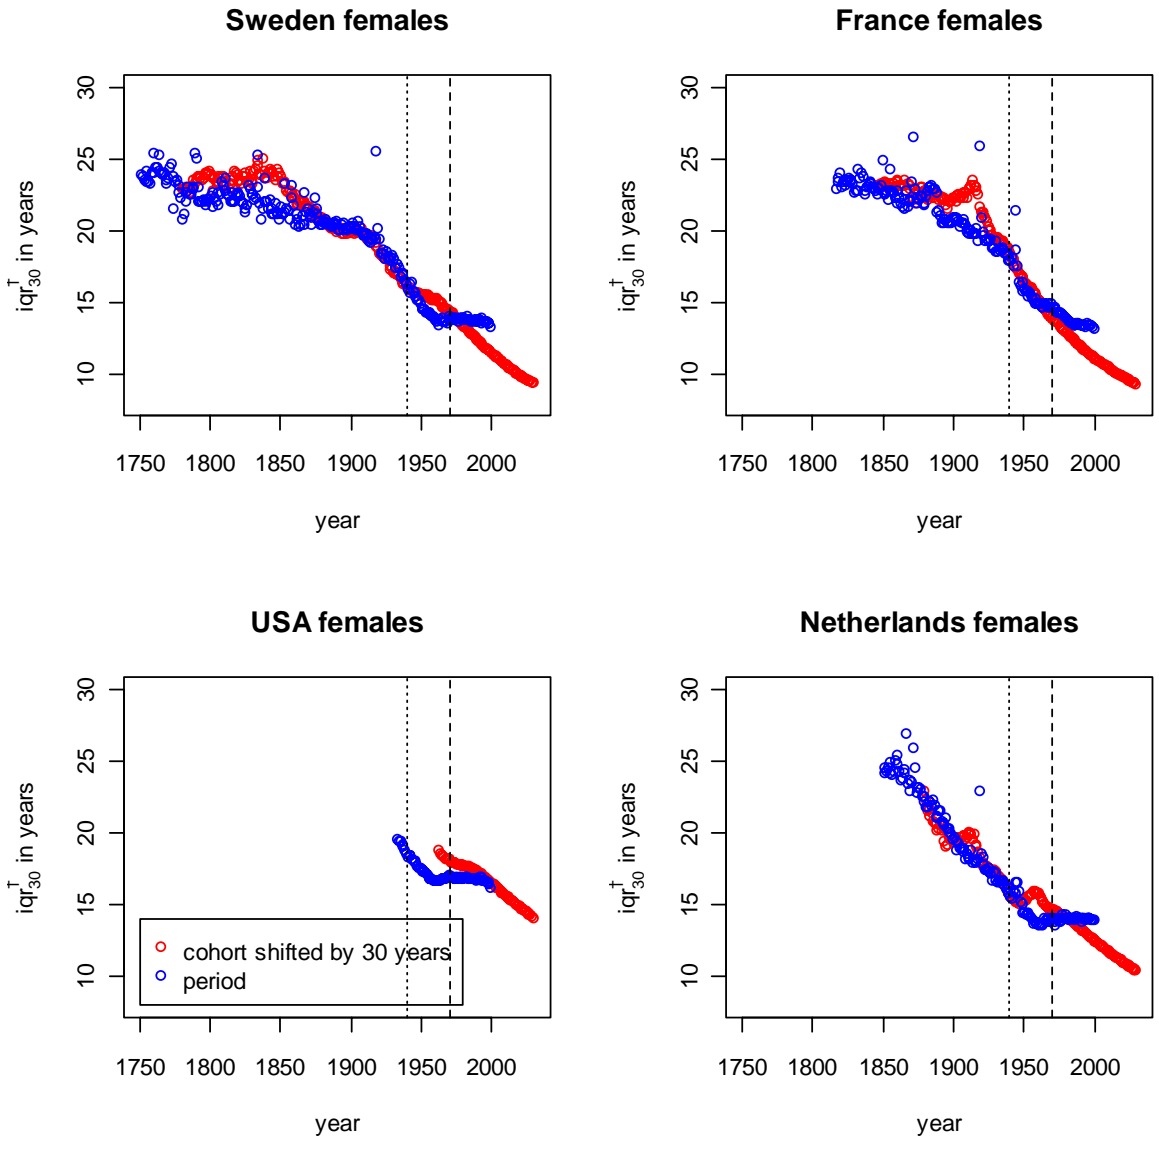 Sweden females
30
25
20
15
10
iqr†30 in years
1750 1800 1850 1900 1950 2000
year
France females
30
25
20
15
10
iqr†30 in years
1750 1800 1850 1900 1950 2000
year
USA females
30
25
20
15
10
iqr†30 in years
cohort shifted by 30 years
period
1750 1800 1850 1900 1950 2000
year
Netherlands females
30
25
20
15
10
iqr†30 in years
1750 1800 1850 1900 1950 2000
year